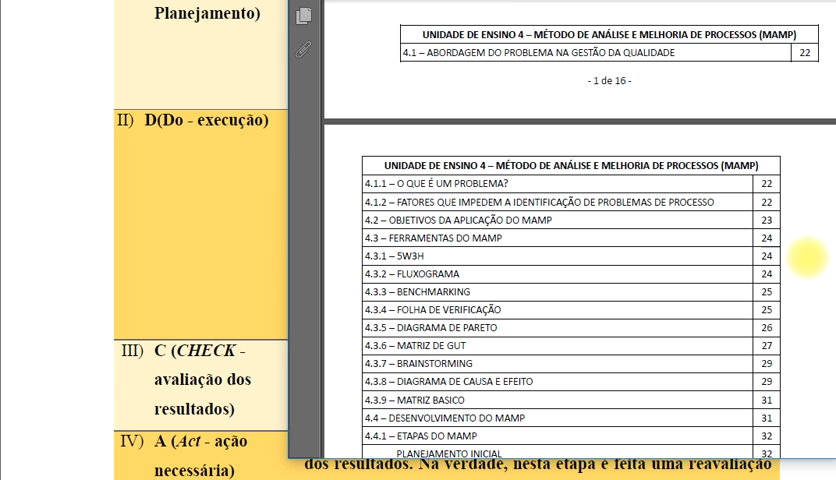 Planejamento)
II) D(Do - execução)
III) C (CHECK -
avaliação dos
resultados)
IV) A (Act - ação
necessária)
UNIDADE DE ENSINO 4 – MÉTODO DE ANÁLISE E MELHORIA DE PROCESSOS (MAMP)
4.1 – ABORDAGEM DO PROBLEMA NA GESTÃO DA QUALIDADE 22
- 1 de 16 -
UNIDADE DE ENSINO 4 – MÉTODO DE ANÁLISE E MELHORIA DE PROCESSOS (MAMP)
4.1.1 – O QUE É UM PROBLEMA? 22
4.1.2 – FATORES QUE IMPEDEM A IDENTIFICAÇÃO DE PROBLEMAS DE PROCESSO 22
4.2 – OBJETIVOS DA APLICAÇÃO DO MAMP 23
4.3 – FERRAMENTAS DO MAMP 24
4.3.1 – 5W3H 24
4.3.2 – FLUXOGRAMA 24
4.3.3 – BENCHMARKING 25
4.3.4 – FOLHA DE VERIFICAÇÃO 25
4.3.5 – DIAGRAMA DE PARETO 26
4.3.6 – MATRIZ DE GUT 27
4.3.7 – BRAINSTORMING 29
4.3.8 – DIAGRAMA DE CAUSA E EFEITO 29
4.3.9 – MATRIZ BASICO 31
4.4 – DESENVOLVIMENTO DO MAMP 31
4.4.1 – ETAPAS DO MAMP 32
PLANEJAMENTO INICIAL 32
dos resultados. Na verdade, nesta etapa é feita uma reavaliação